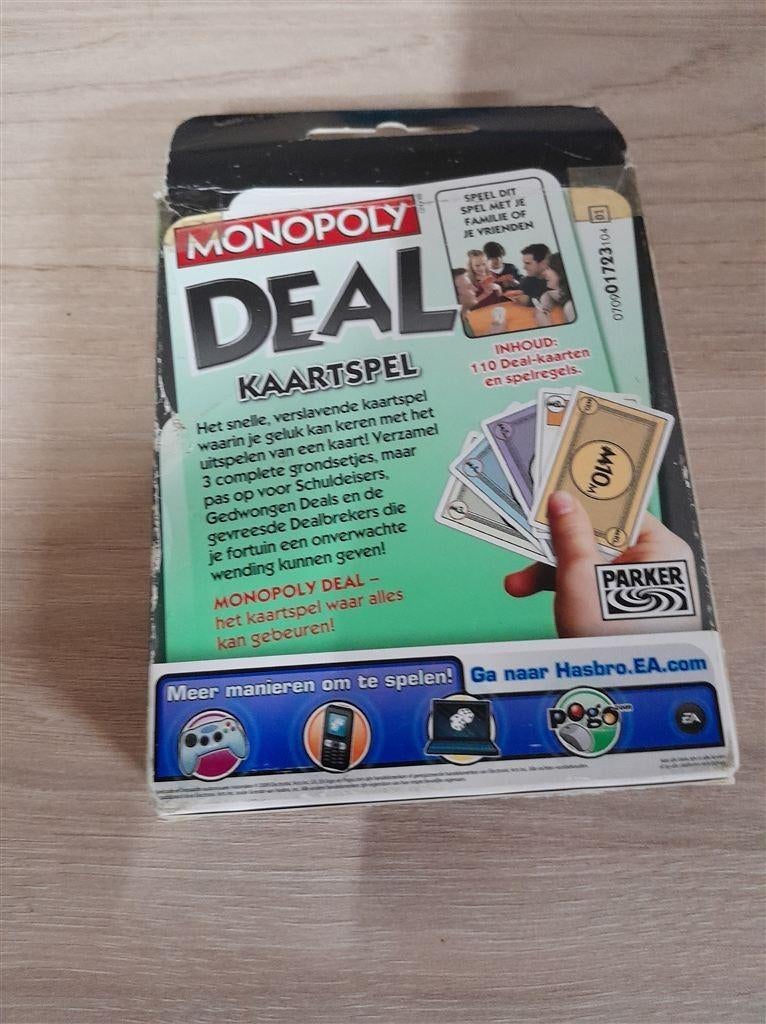 MONOPOLY
DEAL
KAARTSPEL
SPEEL DIT
SPEL MET JE
FAMILIE OF
JE VRIENDEN
01
070901723104
INHOUD:
110 Deal-kaarten
en spelregels.
Het snelle, verslavende kaartspel
waarin je geluk kan keren met het
uitspelen van een kaart! Verzamel
3 complete grondsetjes, maar
pas op voor Schuldeisers,
Gedwongen Deals en de
gevreesde Dealbrekers die
je fortuin een onverwachte
wending kunnen geven!
MONOPOLY DEAL –
het kaartspel waar alles
kan gebeuren!
M10M
PARKER
Meer manieren om te spelen!
Ga naar Hasbro.EA.com
pogo.com
EA